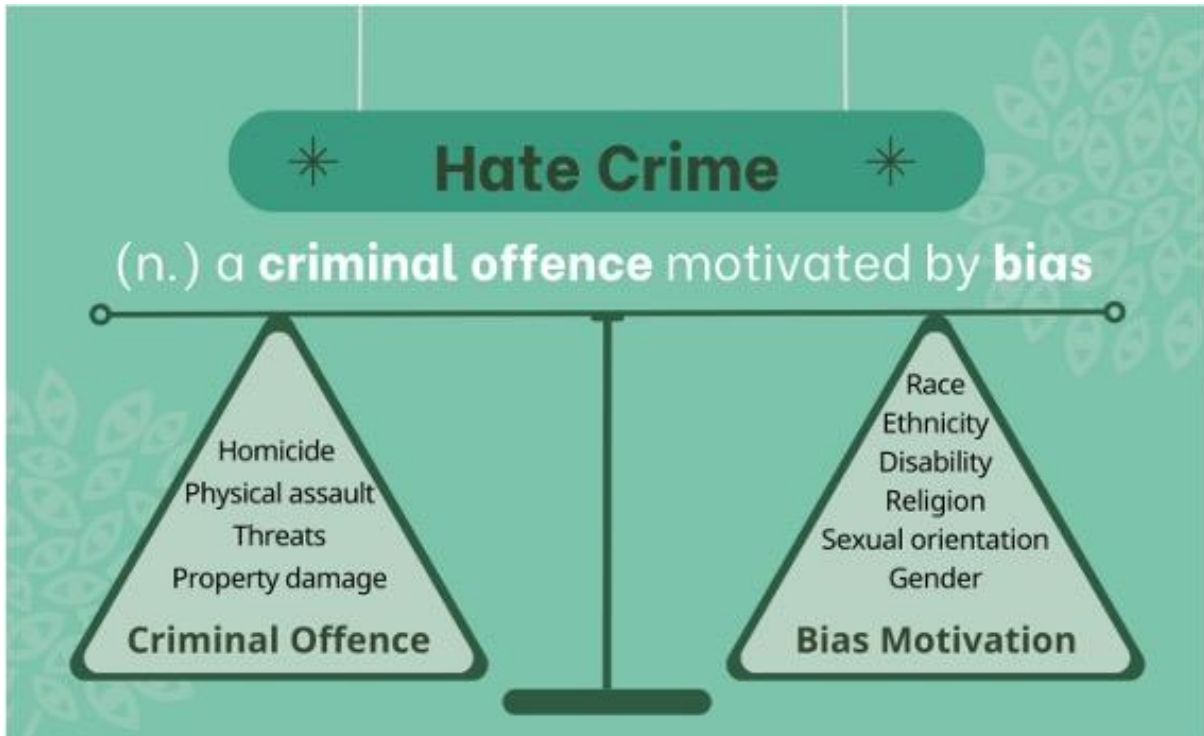 Hate Crime
(n.) a criminal offence motivated by bias
Homicide
Physical assault
Threats
Property damage
Criminal Offence
Race
Ethnicity
Disability
Religion
Sexual orientation
Gender
Bias Motivation